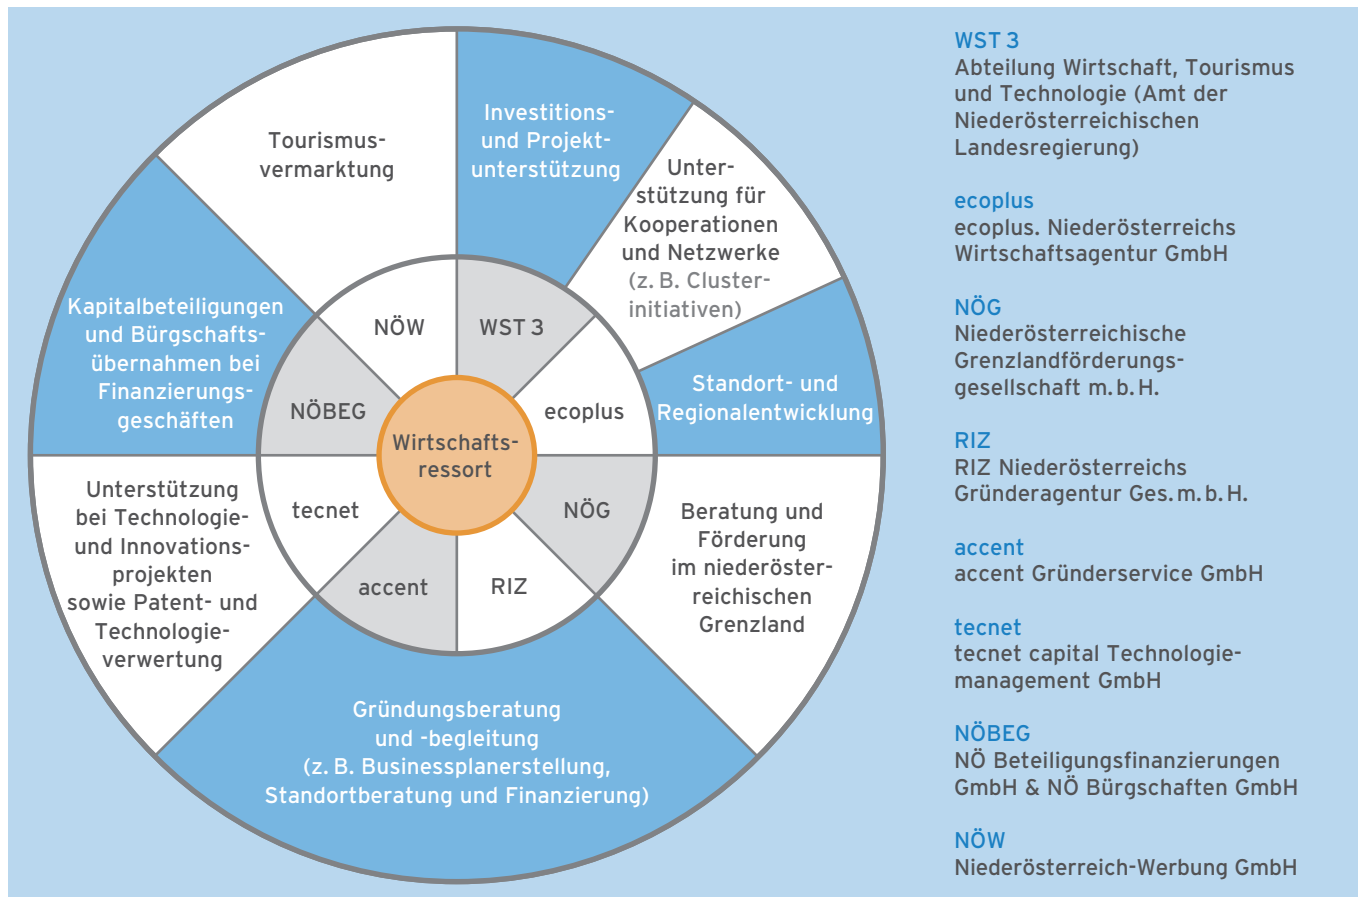 Tourismus-
vermarktung
Investitions-
und Projekt-
unterstützung
Unter-
stützung für
Kooperationen
und Netzwerke
(z. B. Cluster-
initiativen)
Standort- und
Regionalentwicklung
Beratung und
Förderung
im niederöster-
reichischen
Grenzland
Gründungsberatung
und -begleitung
(z. B. Businessplanerstellung,
Standortberatung und Finanzierung)
Unterstützung
bei Technologie-
und Innovations-
projekten
sowie Patent- und
Technologie-
verwertung
Kapitalbeteiligungen
und Bürgschafts-
übernahmen bei
Finanzierungs-
geschäften
NÖW
WST 3
ecoplus
NÖG
RIZ
accent
tecnet
NÖBEG
Wirtschafts-
ressort
WST 3
Abteilung Wirtschaft, Tourismus
und Technologie (Amt der
Niederösterreichischen
Landesregierung)
ecoplus
ecoplus. Niederösterreichs
Wirtschaftsagentur GmbH
NÖG
Niederösterreichische
Grenzlandförderungs-
gesellschaft m. b. H.
RIZ
RIZ Niederösterreichs
Gründeragentur Ges. m. b. H.
accent
accent Gründerservice GmbH
tecnet
tecnet capital Technologie-
management GmbH
NÖBEG
NÖ Beteiligungsfinanzierungen
GmbH & NÖ Bürgschaften GmbH
NÖW
Niederösterreich-Werbung GmbH